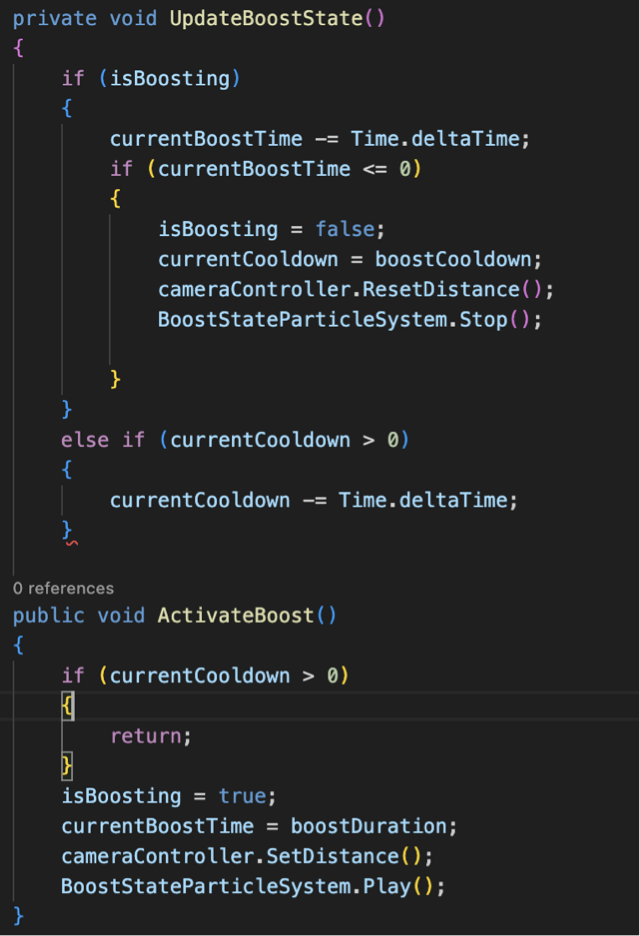 private void UpdateBoostState()
{
    if (isBoosting)
    {
        currentBoostTime -= Time.deltaTime;
        if (currentBoostTime <= 0)
        {
            isBoosting = false;
            currentCooldown = boostCooldown;
            cameraController.ResetDistance();
            BoostStateParticleSystem.Stop();

        }
    }
    else if (currentCooldown > 0)
    {
        currentCooldown -= Time.deltaTime;
    }

0 references
public void ActivateBoost()
{
    if (currentCooldown > 0)
    {
        return;
    }
    isBoosting = true;
    currentBoostTime = boostDuration;
    cameraController.SetDistance();
    BoostStateParticleSystem.Play();
}